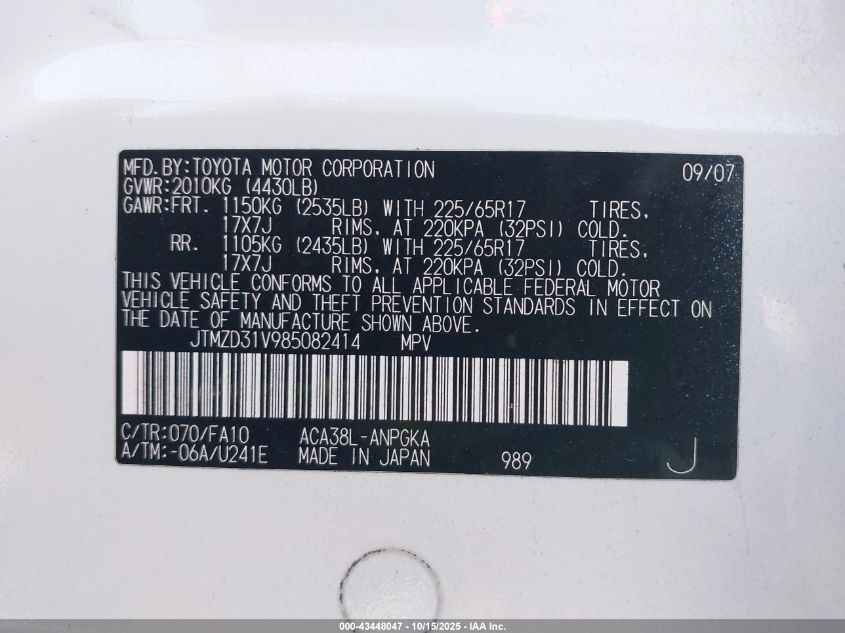 MFD.BY:TOYOTA MOTOR CORPORATION 09/07
GVWR:2010KG (4430LB)
GAWR:FRT. 1150KG (2535LB) WITH 225/65R17 TIRES,
17X7J RIMS, AT 220KPA (32PSI) COLD.
RR. 1105KG (2435LB) WITH 225/65R17 TIRES,
17X7J RIMS, AT 220KPA (32PSI) COLD.
THIS VEHICLE CONFORMS TO ALL APPLICABLE FEDERAL MOTOR
VEHICLE SAFETY AND THEFT PREVENTION STANDARDS IN EFFECT ON
THE DATE OF MANUFACTURE SHOWN ABOVE.
JTMZD31V985082414 MPV
C/TR:070/FA10 ACA38L-ANPGKA
A/TM:-06A/U241E MADE IN JAPAN 989 J
000-43448047 - 10/15/2025 - IAA Inc.